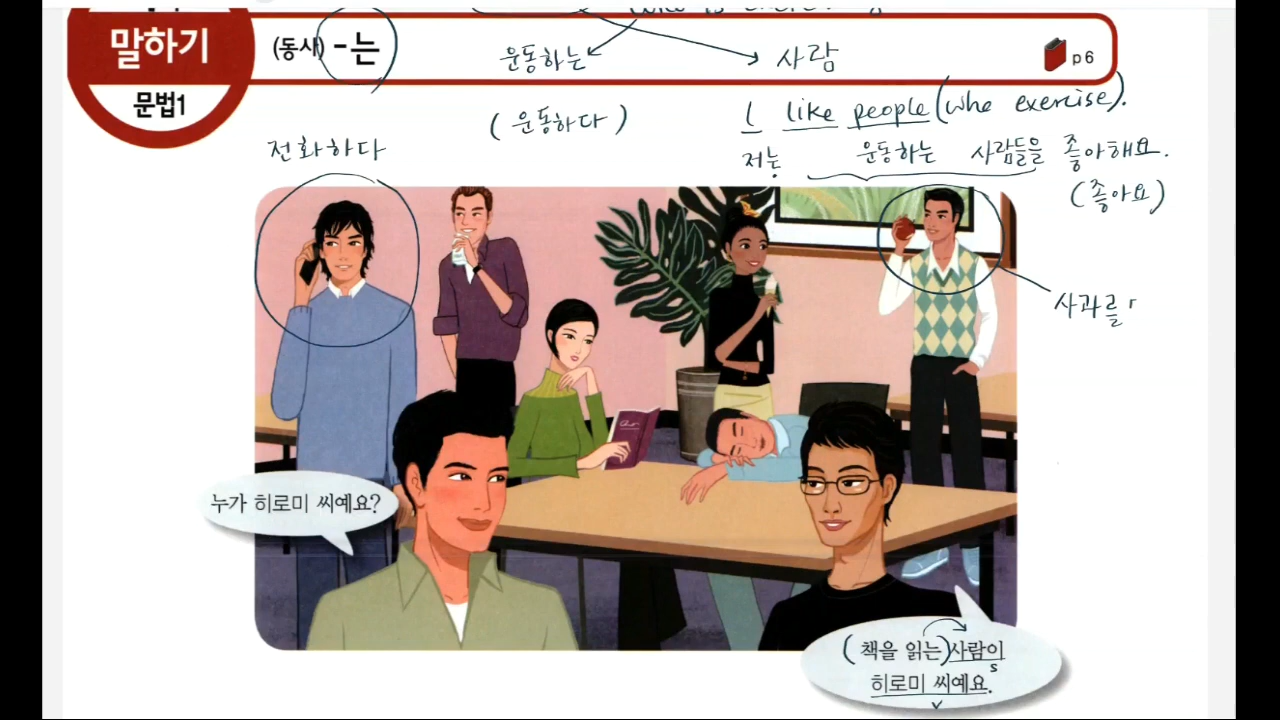 말하기
문법1
(동사) -는
운동하는
사람
p 6
(운동하다)
I like people (who exercise).
저는 운동하는 사람들을 좋아해요.
(좋아요)
전화하다
사과를
누가 히로미 씨예요?
(책을 읽는) 사람이
s
히로미 씨예요.
v